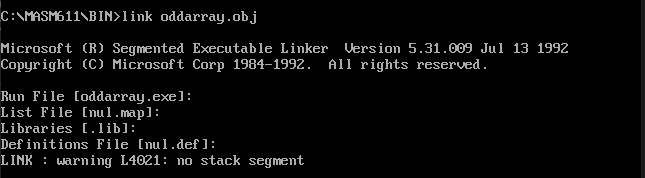 C:\MASM611\BIN>link oddarray.obj
Microsoft (R) Segmented Executable Linker  Version 5.31.009 Jul 13 1992
Copyright (C) Microsoft Corp 1984-1992.  All rights reserved.
Run File [oddarray.exe]:
List File [nul.map]:
Libraries [.lib]:
Definitions File [nul.def]:
LINK : warning L4021: no stack segment